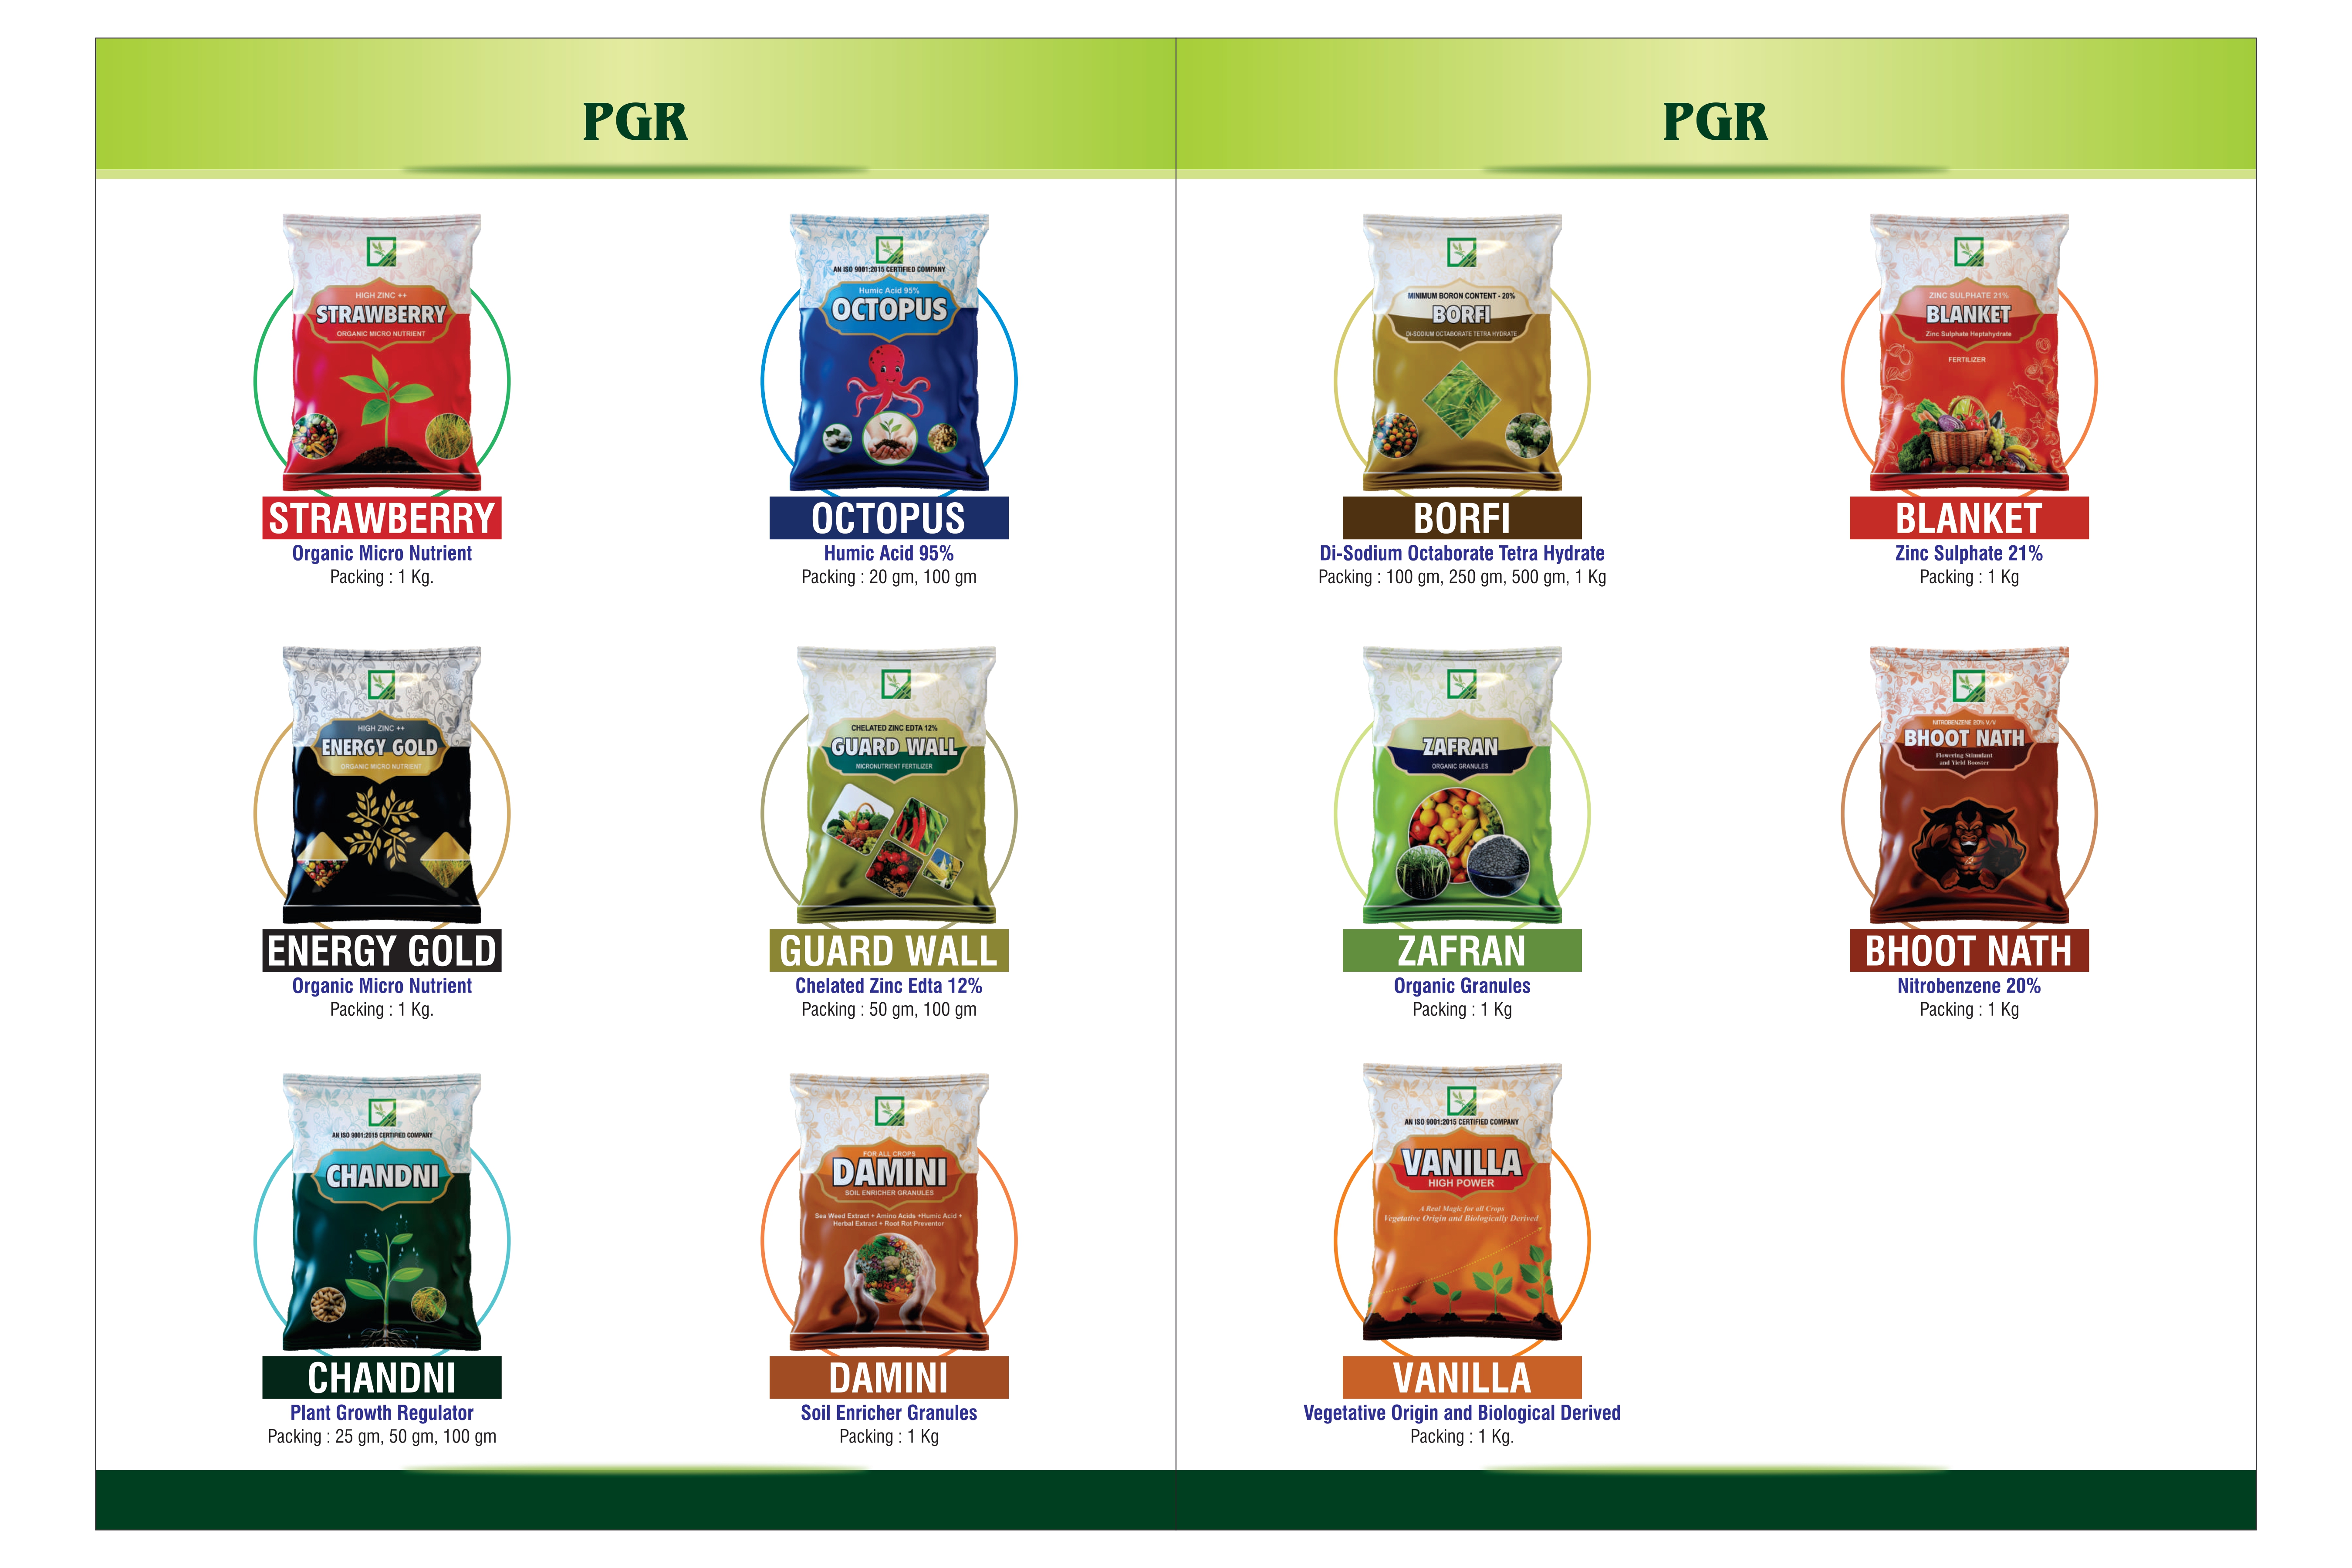 PGR
HIGH ZINC ++
STRAWBERRY
ORGANIC MICRO NUTRIENT
STRAWBERRY
Organic Micro Nutrient
Packing : 1 Kg.
AN ISO 9001:2015 CERTIFIED COMPANY
Humic Acid 95%
OCTOPUS
OCTOPUS
Humic Acid 95%
Packing : 20 gm, 100 gm
HIGH ZINC ++
ENERGY GOLD
ORGANIC MICRO NUTRIENT
ENERGY GOLD
Organic Micro Nutrient
Packing : 1 Kg.
CHELATED ZINC EDTA 12%
GUARD WALL
MICRONUTRIENT FERTILIZER
GUARD WALL
Chelated Zinc Edta 12%
Packing : 50 gm, 100 gm
AN ISO 9001:2015 CERTIFIED COMPANY
CHANDNI
CHANDNI
Plant Growth Regulator
Packing : 25 gm, 50 gm, 100 gm
FOR ALL CROPS
DAMINI
SOIL ENRICHER GRANULES
Sea Weed Extract + Amino Acids +Humic Acid +
Herbal Extract + Root Rot Preventor
DAMINI
Soil Enricher Granules
Packing : 1 Kg
PGR
MINIMUM BORON CONTENT - 20%
BORFI
DI-SODIUM OCTABORATE TETRA HYDRATE
BORFI
Di-Sodium Octaborate Tetra Hydrate
Packing : 100 gm, 250 gm, 500 gm, 1 Kg
ZINC SULPHATE 21%
BLANKET
Zinc Sulphate Heptahydrate
FERTILIZER
BLANKET
Zinc Sulphate 21%
Packing : 1 Kg
ZAFRAN
ORGANIC GRANULES
ZAFRAN
Organic Granules
Packing : 1 Kg
NITROBENZENE 20% V/V
BHOOT NATH
Flowering Stimulant
and Yield Booster
BHOOT NATH
Nitrobenzene 20%
Packing : 1 Kg
AN ISO 9001:2015 CERTIFIED COMPANY
VANILLA
HIGH POWER
A Real Magic for all Crops
Vegetative Origin and Biologically Derived
VANILLA
Vegetative Origin and Biological Derived
Packing : 1 Kg.